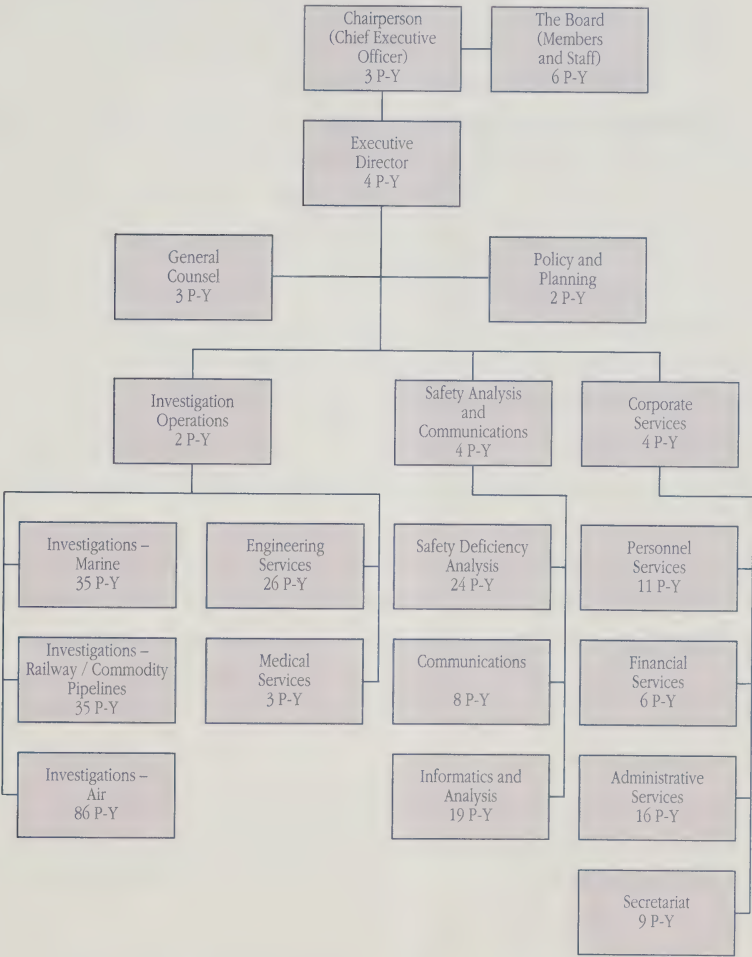 Chairperson
(Chief Executive
Officer)
3 P-Y
The Board
(Members
and Staff)
6 P-Y
Executive
Director
4 P-Y
General
Counsel
3 P-Y
Policy and
Planning
2 P-Y
Investigation
Operations
2 P-Y
Safety Analysis
and
Communications
4 P-Y
Corporate
Services
4 P-Y
Investigations –
Marine
35 P-Y
Engineering
Services
26 P-Y
Safety Deficiency
Analysis
24 P-Y
Personnel
Services
11 P-Y
Investigations –
Railway / Commodity
Pipelines
35 P-Y
Medical
Services
3 P-Y
Communications
8 P-Y
Financial
Services
6 P-Y
Investigations –
Air
86 P-Y
Informatics and
Analysis
19 P-Y
Administrative
Services
16 P-Y
Secretariat
9 P-Y